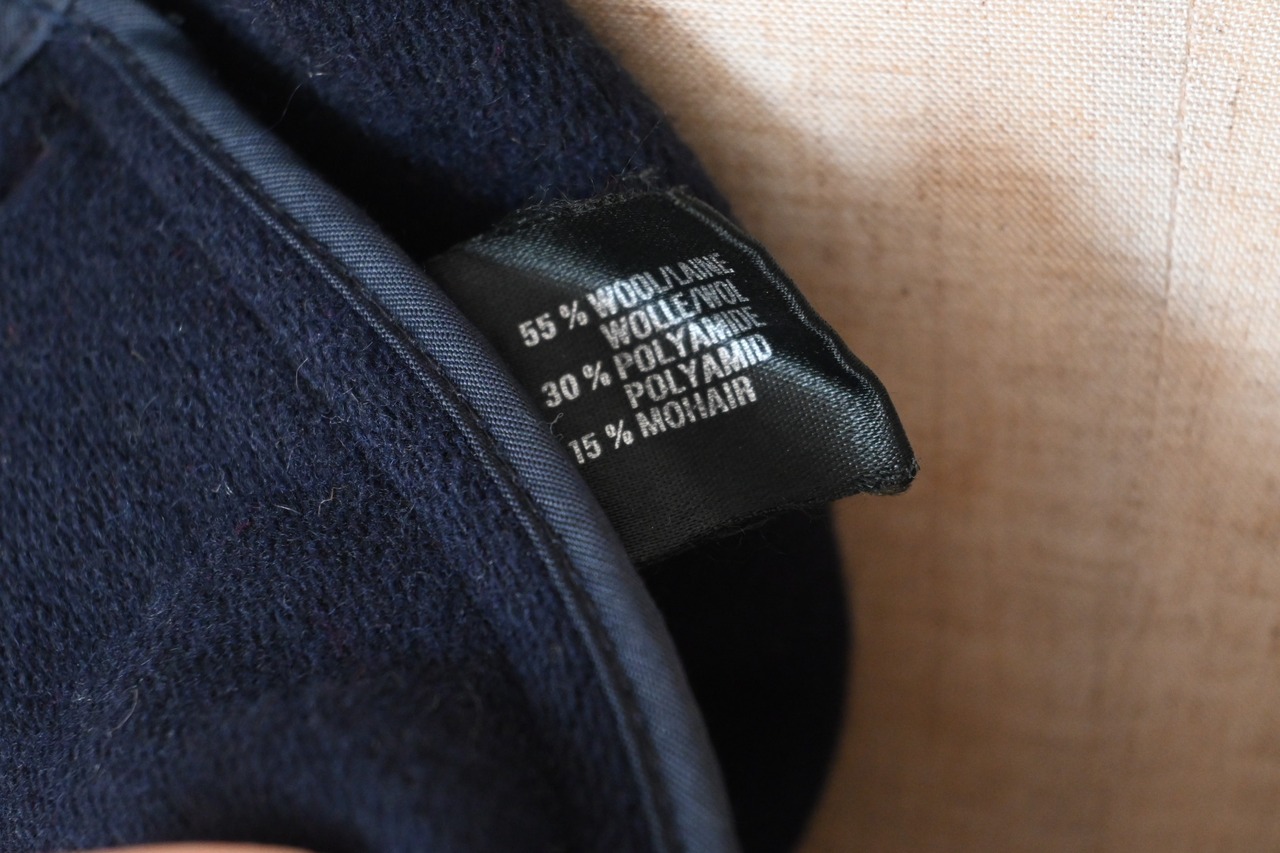 55 % WOOL/LAINE
WOLLE/WOL
30 % POLYAMIDE
POLYAMID
15 % MOHAIR